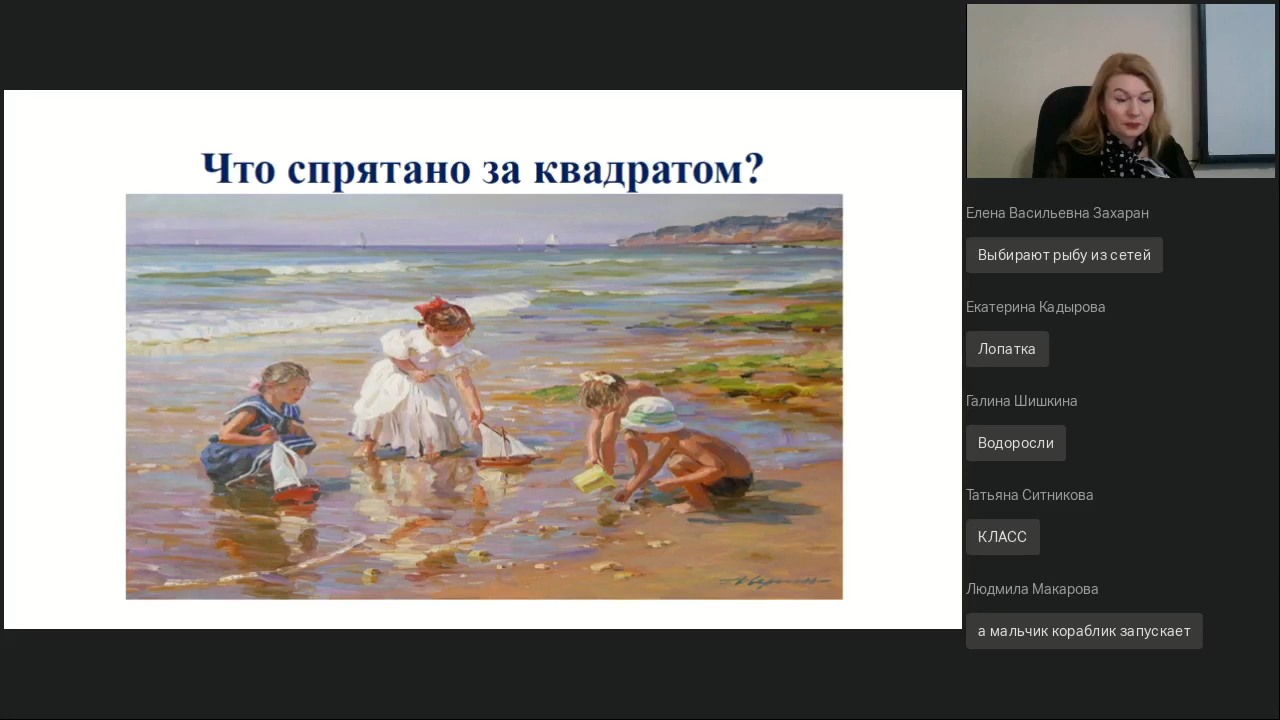 Что спрятано за квадратом?
Елена Васильевна Захаран
Выбирают рыбу из сетей
Екатерина Кадырова
Лопатка
Галина Шишкина
Водоросли
Татьяна Ситникова
КЛАСС
Людмила Макарова
а мальчик кораблик запускает